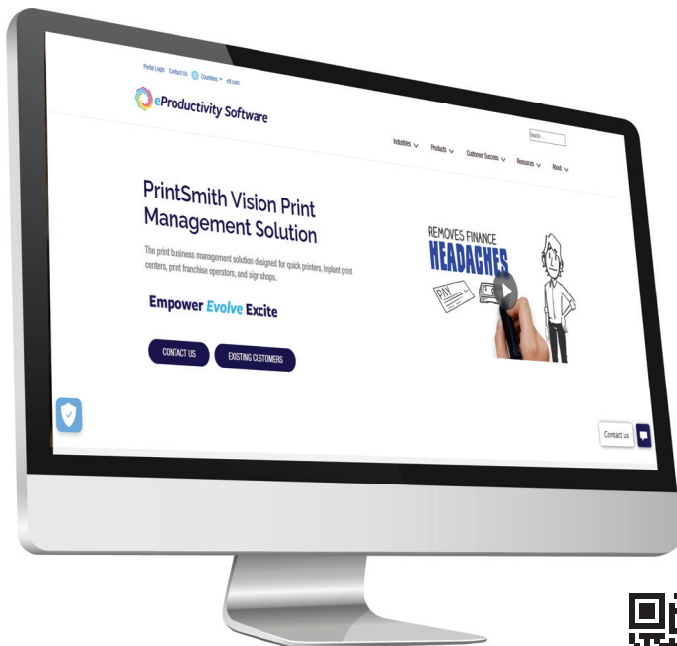 Portal Login Contact Us Countries efi.com
eProductivity Software
Search ...
Industries Products Customer Success Resources About
PrintSmith Vision Print
Management Solution
The print business management solution designed for quick printers, inplant print
centers, print franchise operators, and sign shops.
Empower Evolve Excite
CONTACT US EXISTING CUSTOMERS
REMOVES FINANCE
HEADACHES
PAY
Contact us